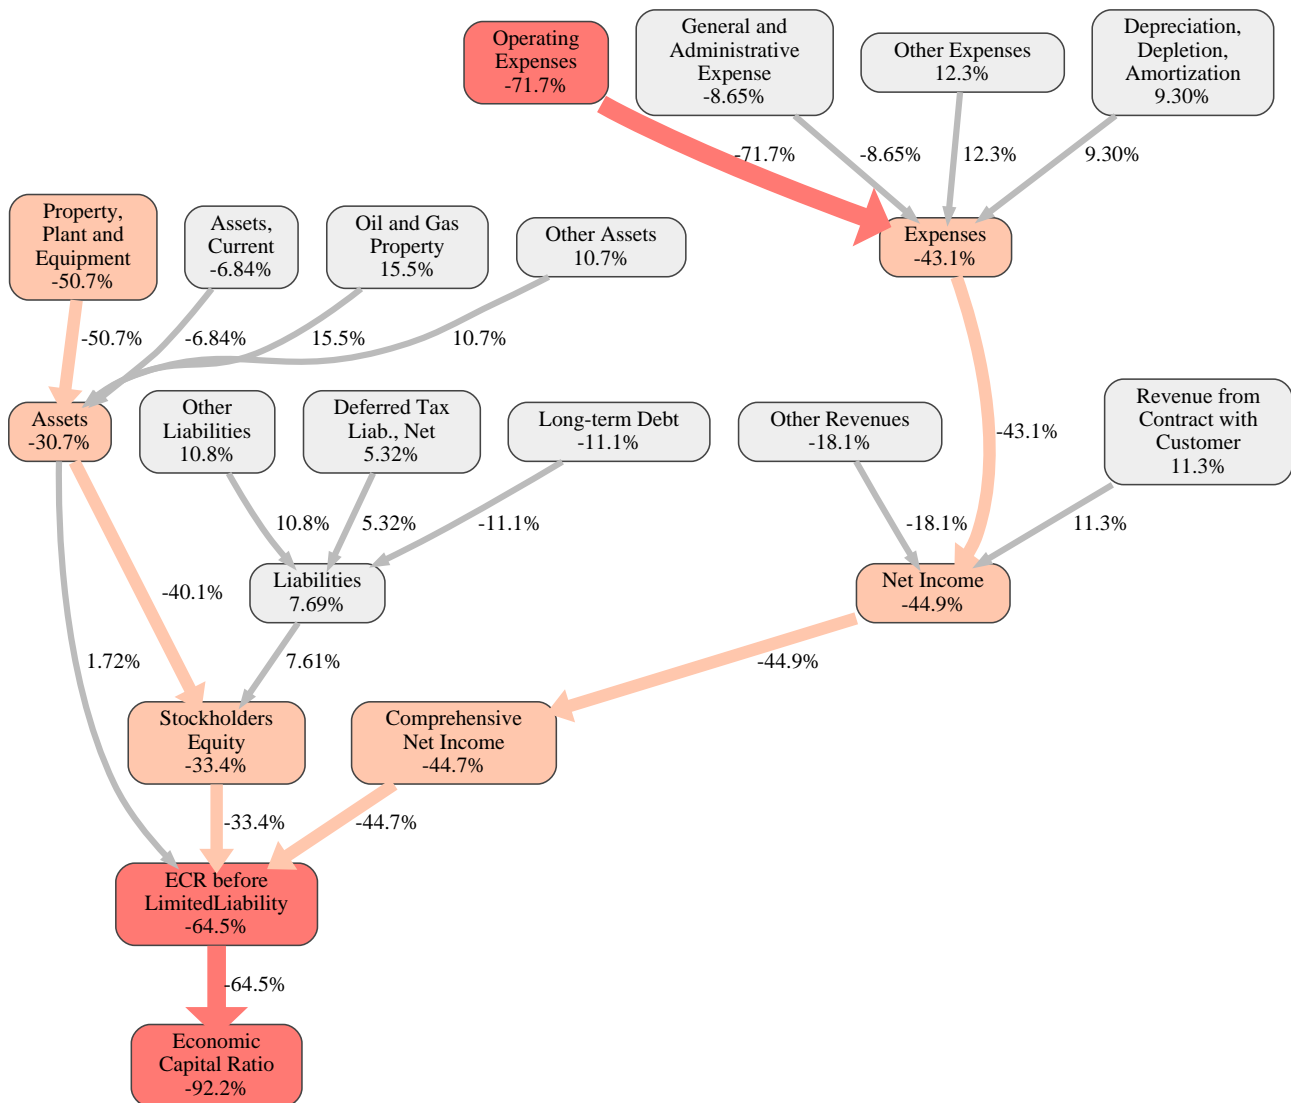 Operating
Expenses
-71.7%
General and
Administrative
Expense
-8.65%
Other Expenses
12.3%
Depreciation,
Depletion,
Amortization
9.30%
-71.7%
-8.65%
12.3%
9.30%
Property,
Plant and
Equipment
-50.7%
Assets,
Current
-6.84%
Oil and Gas
Property
15.5%
Other Assets
10.7%
Expenses
-43.1%
-50.7%
-6.84%
15.5%
10.7%
Assets
-30.7%
Other
Liabilities
10.8%
Deferred Tax
Liab., Net
5.32%
Long-term Debt
-11.1%
Other Revenues
-18.1%
-43.1%
Revenue from
Contract with
Customer
11.3%
10.8%
5.32%
-11.1%
-18.1%
11.3%
-40.1%
Liabilities
7.69%
Net Income
-44.9%
1.72%
7.61%
-44.9%
Stockholders
Equity
-33.4%
Comprehensive
Net Income
-44.7%
-33.4%
-44.7%
ECR before
LimitedLiability
-64.5%
-64.5%
Economic
Capital Ratio
-92.2%